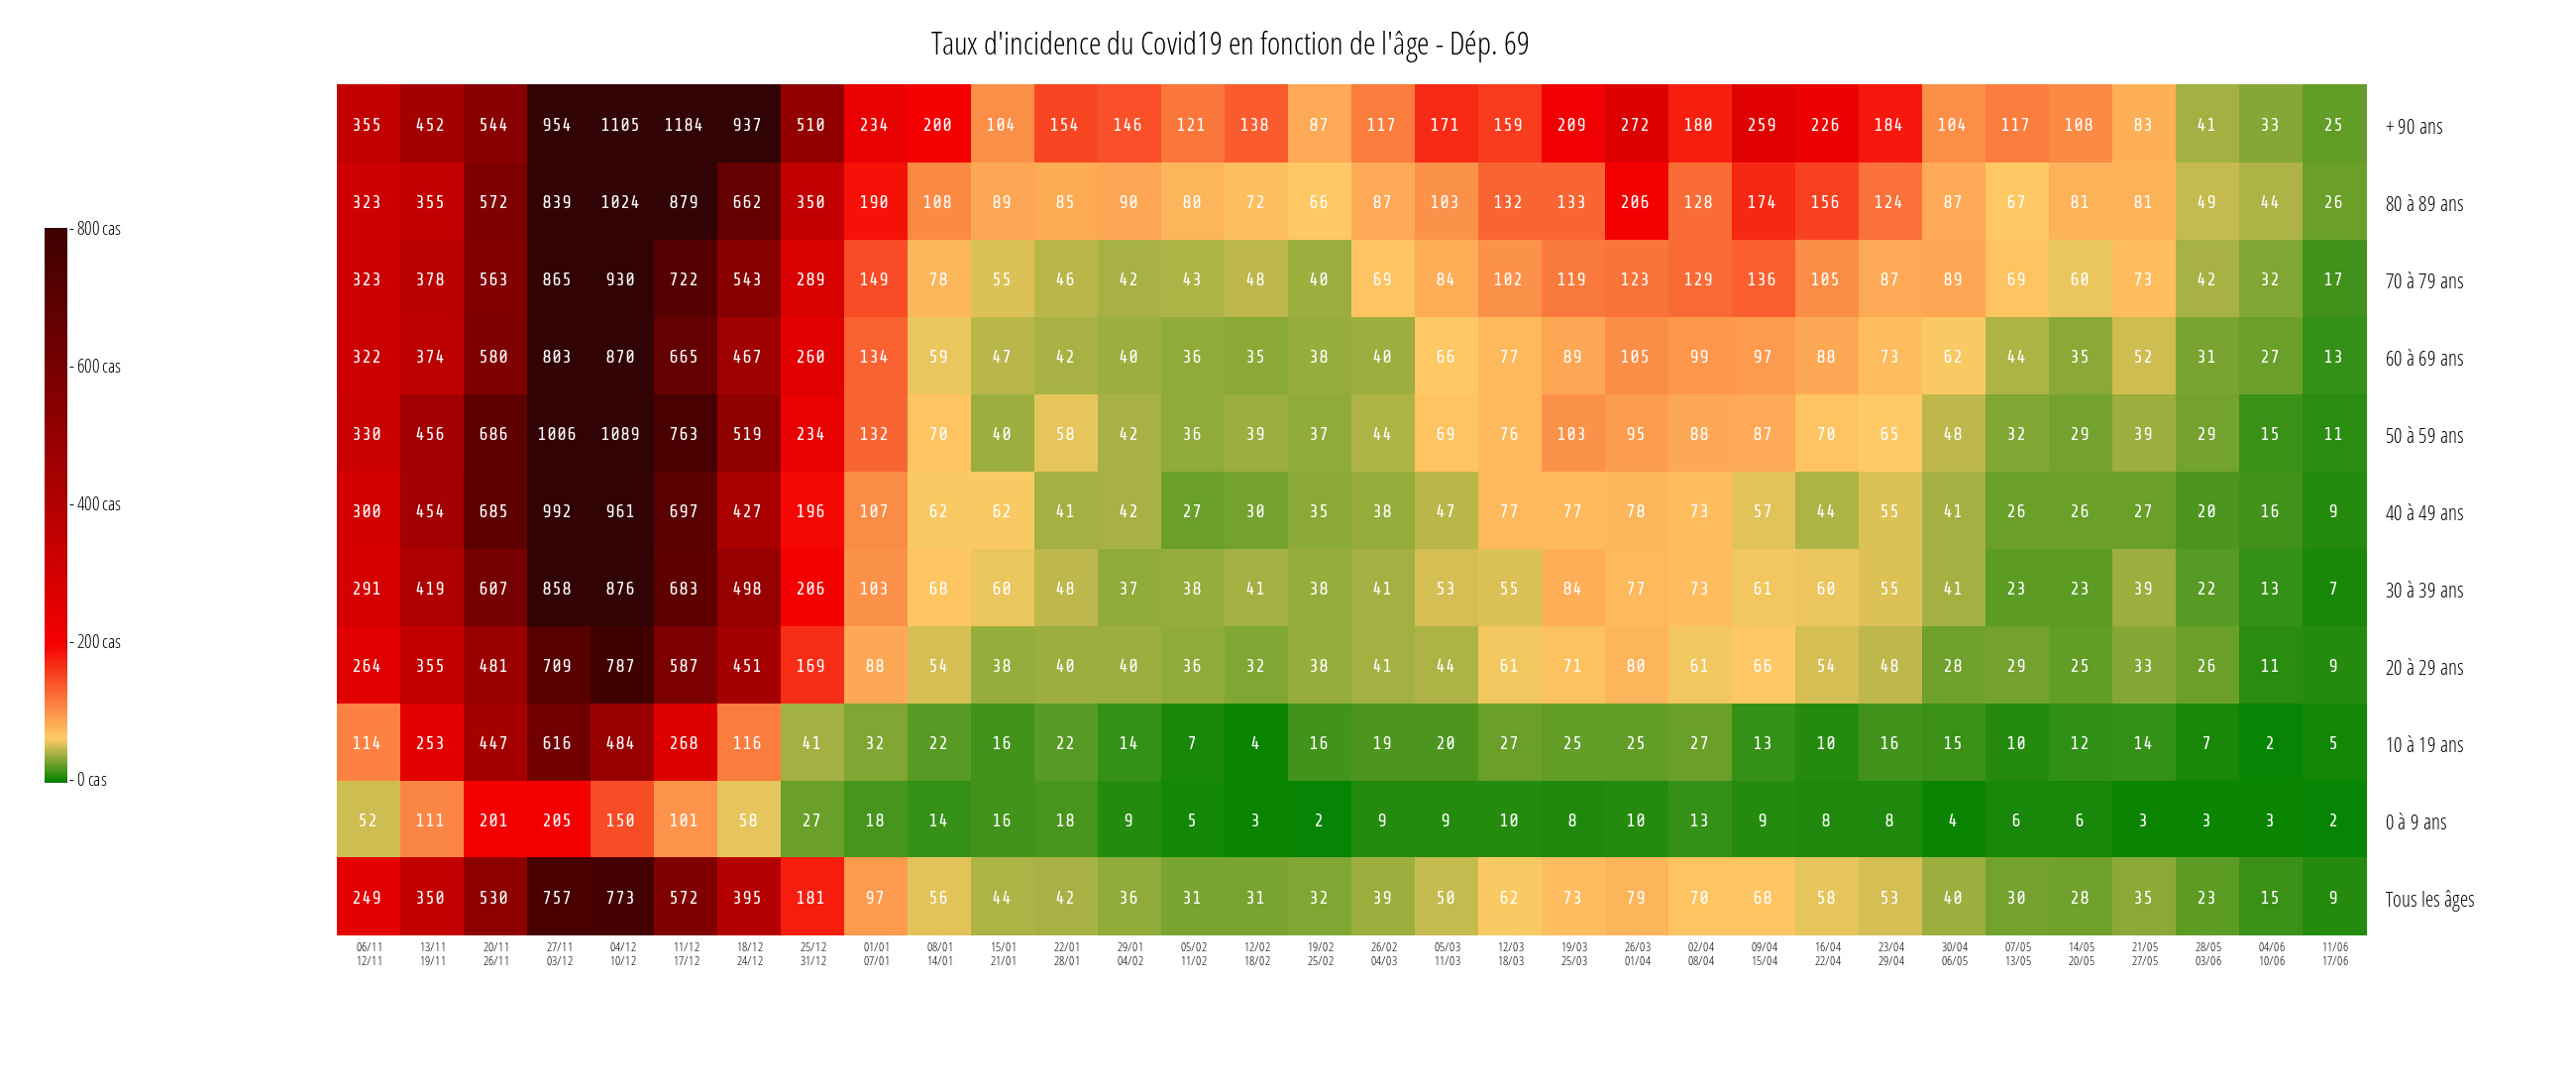 Taux d'incidence du Covid19 en fonction de l'âge - Dép. 69
355 452 544 954 1105 1184 937 510 234 200 104 154 146 121 138 87 117 171 159 209 272 180 259 226 184 104 117 108 83 41 33 25 + 90 ans
323 355 572 839 1024 879 662 350 190 108 89 85 90 80 72 66 87 103 132 133 206 128 174 156 124 87 67 81 81 49 44 26 80 à 89 ans
323 378 563 865 930 722 543 289 149 78 55 46 42 43 48 40 69 84 102 119 123 129 136 105 87 89 69 60 73 42 32 17 70 à 79 ans
322 374 580 803 870 665 467 260 134 59 47 42 40 36 35 38 40 66 77 89 105 99 97 88 73 62 44 35 52 31 27 13 60 à 69 ans
330 456 686 1006 1089 763 519 234 132 70 40 58 42 36 39 37 44 69 76 103 95 88 87 70 65 48 32 29 39 29 15 11 50 à 59 ans
300 454 685 992 961 697 427 196 107 62 62 41 42 27 30 35 38 47 77 77 78 73 57 44 55 41 26 26 27 20 16 9 40 à 49 ans
291 419 607 858 876 683 498 206 103 68 60 48 37 38 41 38 41 53 55 84 77 73 61 60 55 41 23 23 39 22 13 7 30 à 39 ans
264 355 481 709 787 587 451 169 88 54 38 40 40 36 32 38 41 44 61 71 80 61 66 54 48 28 29 25 33 26 11 9 20 à 29 ans
114 253 447 616 484 268 116 41 32 22 16 22 14 7 4 16 19 20 27 25 25 27 13 10 16 15 10 12 14 7 2 5 10 à 19 ans
52 111 201 205 150 101 58 27 18 14 16 18 9 5 3 2 9 9 10 8 10 13 9 8 8 4 6 6 3 3 3 2 0 à 9 ans
249 350 530 757 773 572 395 181 97 56 44 42 36 31 31 32 39 50 62 73 79 70 68 58 53 40 30 28 35 23 15 9 Tous les âges
06/11 13/11 20/11 27/11 04/12 11/12 18/12 25/12 01/01 08/01 15/01 22/01 29/01 05/02 12/02 19/02 26/02 05/03 12/03 19/03 26/03 02/04 09/04 16/04 23/04 30/04 07/05 14/05 21/05 28/05 04/06 11/06
12/11 19/11 26/11 03/12 10/12 17/12 24/12 31/12 07/01 14/01 21/01 28/01 04/02 11/02 18/02 25/02 04/03 11/03 18/03 25/03 01/04 08/04 15/04 22/04 29/04 06/05 13/05 20/05 27/05 03/06 10/06 17/06
- 800 cas
- 600 cas
- 400 cas
- 200 cas
- 0 cas